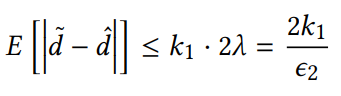 E [|d̃ − d̂|] ≤ k₁ · 2λ = 2k₁/ϵ₂